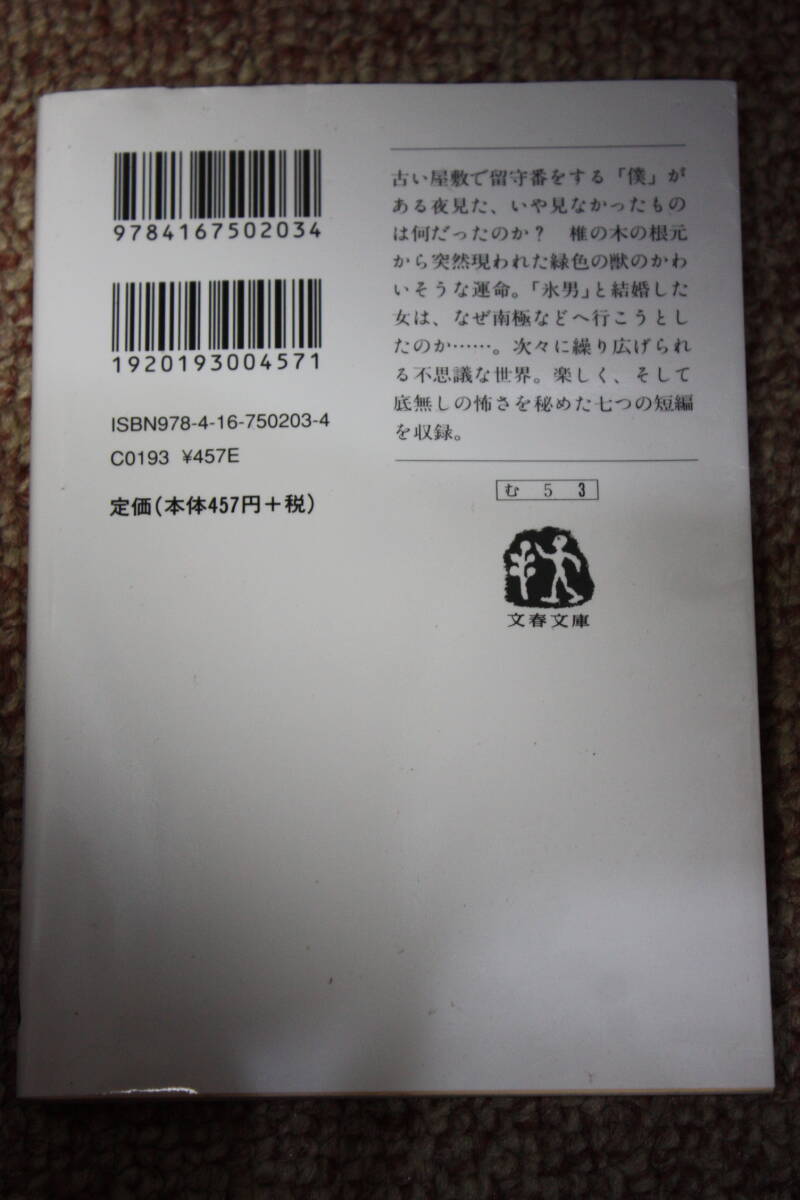 9784167502034
1920193004571
ISBN978-4-16-750203-4
C0193 ¥457E
定価(本体457円+税)
古い屋敷で留守番をする「僕」が
ある夜見た、いや見なかったもの
は何だったのか？　椎の木の根元
から突然現われた緑色の獣のかわ
いそうな運命。「氷男」と結婚した
女は、なぜ南極などへ行こうとし
たのか……。次々に繰り広げられ
る不思議な世界。楽しく、そして
底無しの怖さを秘めた七つの短編
を収録。
む 5 3
文春文庫